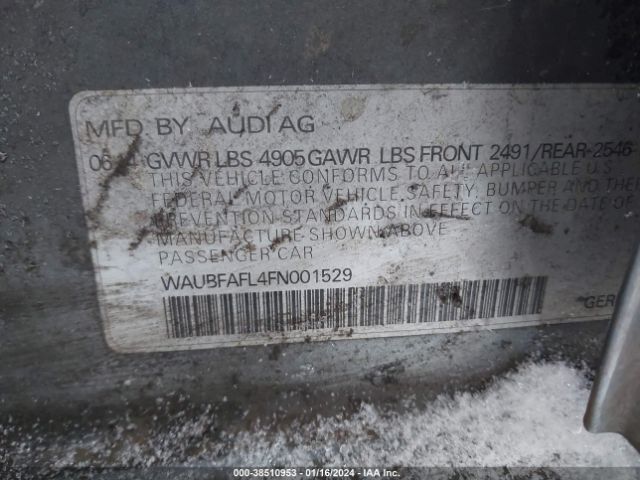 MFD BY AUDI AG
GVWR LBS 4905 GAWR LBS FRONT 2491/REAR-2546
THIS VEHICLE CONFORMS TO ALL APPLICABLE U.S
FEDERAL MOTOR VEHICLE SAFETY, BUMPER AND THE
PREVENTION STANDARDS IN EFFECT ON THE DATE OF
MANUFACTURE SHOWN ABOVE
PASSENGER CAR
WAUBFAFL4FN001529
GER
000-38510953 - 01/16/2024 - IAA Inc.